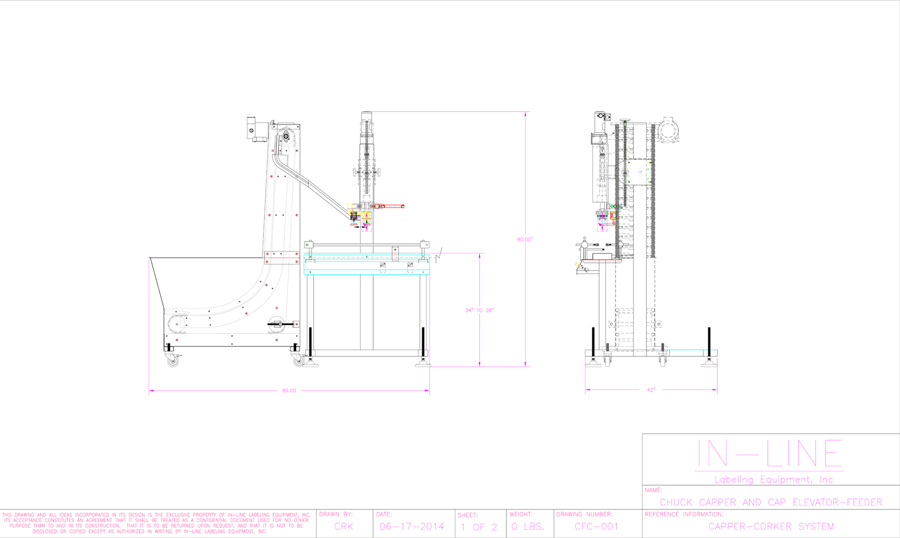 80.00"
34" TO 38"
86.00
42"
IN-LINE
Labeling Equipment, Inc
NAME:
CHUCK CAPPER AND CAP ELEVATOR-FEEDER
THIS DRAWING AND ALL IDEAS INCORPORATED IN ITS DESIGN IS THE EXCLUSIVE PROPERTY OF IN-LINE LABELING EQUIPMENT, INC.
ITS ACCEPTANCE CONSTITUTES AN AGREEMENT THAT IT SHALL BE TREATED AS A CONFIDENTIAL DOCUMENT USED FOR NO OTHER
PURPOSE THAN TO AND IN ITS CONSTRUCTION. THAT IT IS TO BE RETURNED UPON REQUEST, AND THAT IT IS NOT TO BE
DISCLOSED OR COPIED EXCEPT AS AUTHORIZED IN WRITING BY IN-LINE LABELING EQUIPMENT, INC.
DRAWN BY:
CRK
DATE:
06-17-2014
SHEET:
1 OF 2
WEIGHT:
0 LBS.
DRAWING NUMBER:
CFC-001
REFERENCE INFORMATION:
CAPPER-CORKER SYSTEM